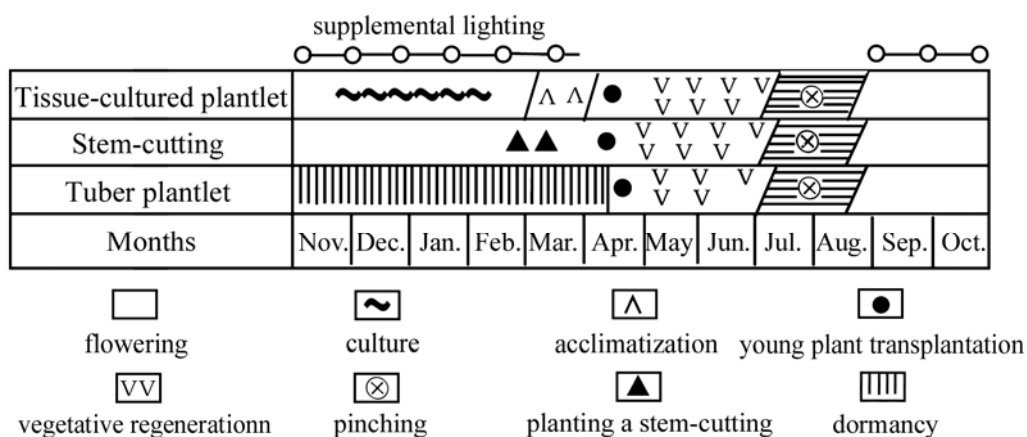 supplemental lighting
Tissue-cultured plantlet
Stem-cutting
Tuber plantlet
Months Nov. Dec. Jan. Feb. Mar. Apr. May Jun. Jul. Aug. Sep. Oct.
flowering culture acclimatization young plant transplantation
vegetative regenerationn pinching planting a stem-cutting dormancy